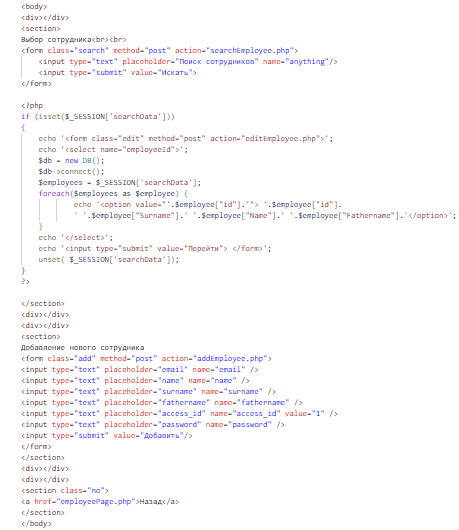 <body>
<div></div>
<section>
Выбор сотрудника<br><br>
<form class="search" method="post" action="searchEmployee.php">
<input type="text" placeholder="Поиск сотрудников" name="anything"/>
<input type="submit" value="Искать">
</form>
<?php
if (isset($_SESSION['searchData']))
{
echo '<form class="edit" method="post" action="editEmployee.php">';
echo '<select name="employeeId">';
$db = new DB();
$db->connect();
$employees = $_SESSION['searchData'];
foreach($employees as $employee) {
echo '<option value="'.$employee["id"].'"> '.$employee["id"].
' '.$employee["Surname"].' '.$employee["Name"].' '.$employee["Fathername"].'</option>';
}
echo '</select>';
echo '<input type="submit" value="Перейти"> </form>';
unset( $_SESSION['searchData']);
}
?>
</section>
<div></div>
<div></div>
<section>
Добавление нового сотрудника
<form class="add" method="post" action="addEmployee.php">
<input type="text" placeholder="email" name="email" />
<input type="text" placeholder="name" name="name" />
<input type="text" placeholder="surname" name="surname" />
<input type="text" placeholder="fathername" name="fathername" />
<input type="text" placeholder="access_id" name="access_id" value="1" />
<input type="text" placeholder="password" name="password" />
<input type="submit" value="Добавить"/>
</form>
</section>
<div></div>
<div></div>
<section class="no">
<a href="employeePage.php">Назад</a>
</section>
</body>